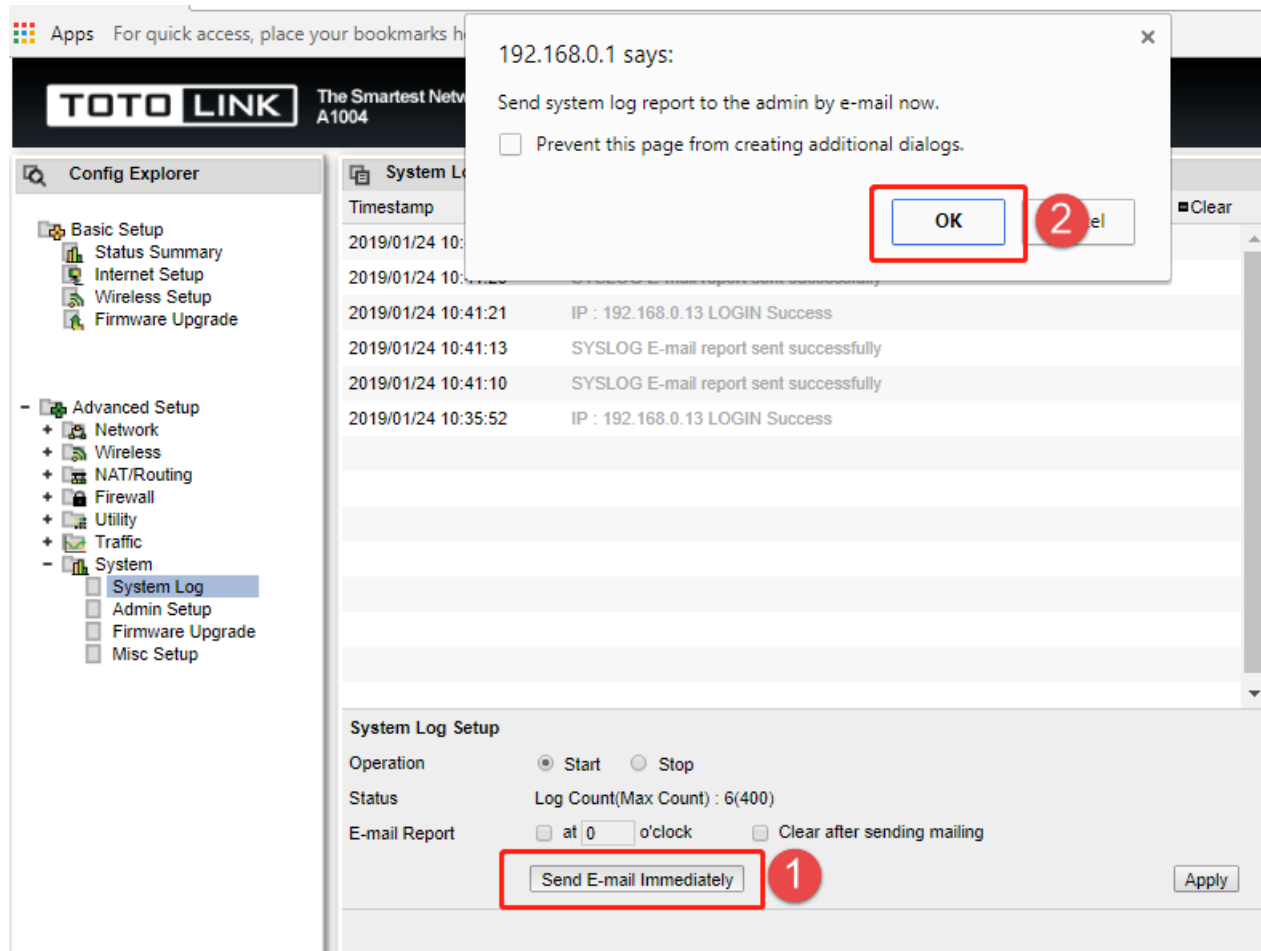 Apps For quick access, place your bookmarks h
192.168.0.1 says:
Send system log report to the admin by e-mail now.
Prevent this page from creating additional dialogs.
OK
2
TOTO LINK
The Smartest Netw
A1004
Config Explorer
Basic Setup
Status Summary
Internet Setup
Wireless Setup
Firmware Upgrade
- Advanced Setup
+ Network
+ Wireless
+ NAT/Routing
+ Firewall
+ Utility
+ Traffic
- System
System Log
Admin Setup
Firmware Upgrade
Misc Setup
System Lo
Timestamp
Clear
2019/01/24 10:
2019/01/24 10:41:21 IP : 192.168.0.13 LOGIN Success
2019/01/24 10:41:13 SYSLOG E-mail report sent successfully
2019/01/24 10:41:10 SYSLOG E-mail report sent successfully
2019/01/24 10:35:52 IP : 192.168.0.13 LOGIN Success
System Log Setup
Operation Start Stop
Status Log Count(Max Count) : 6(400)
E-mail Report at 0 o'clock Clear after sending mailing
Send E-mail Immediately 1 Apply